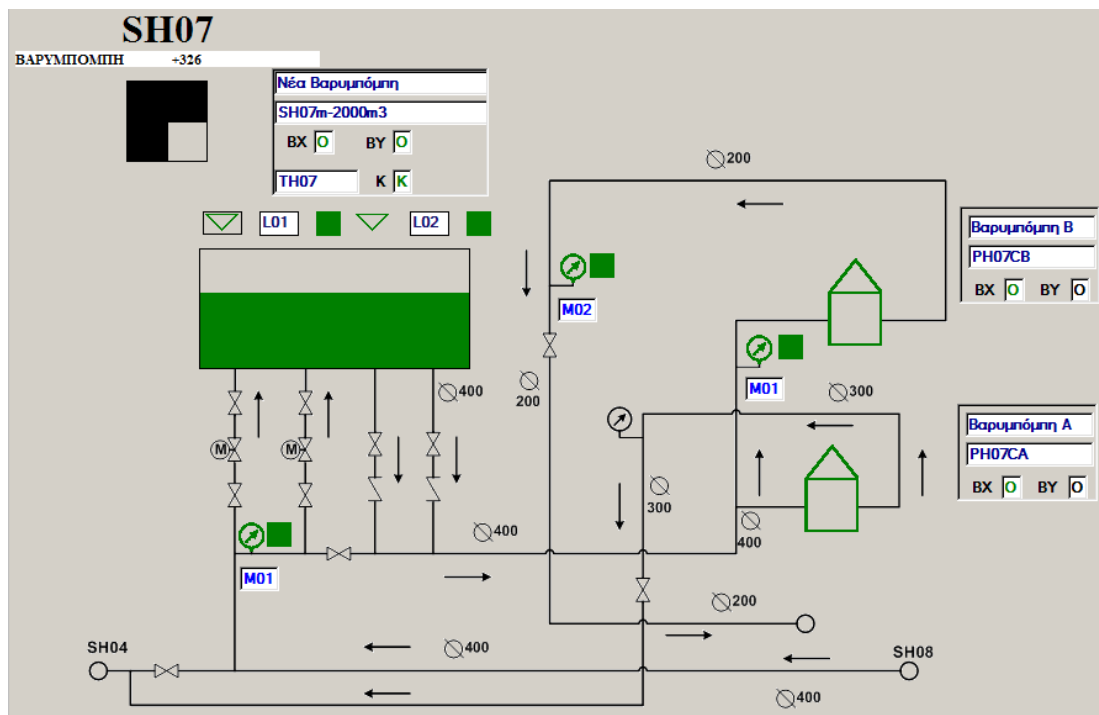 SH07
ΒΑΡΥΜΠΟΜΠΗ +326
Νέα Βαρυμπόμπη
SH07m-2000m3
BX O BY O
TH07 K K
L01 L02
⌀200
Βαρυμπόμπη Β
PH07CB
BX O BY O
M02
M01
⌀400
⌀200
⌀300
Βαρυμπόμπη Α
PH07CA
BX O BY O
M M
⌀300
⌀400
⌀400
M01
⌀200
SH04
⌀400
SH08
⌀400